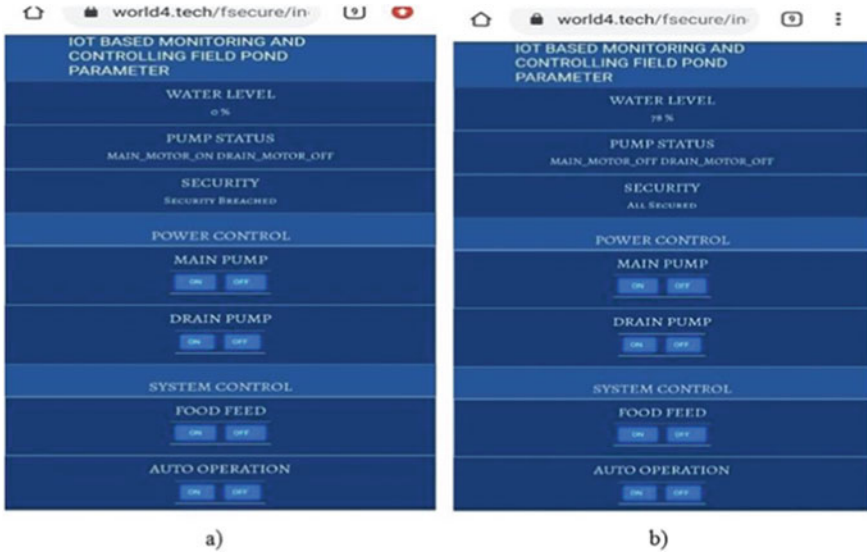 world4.tech/fsecure/in
9
IOT BASED MONITORING AND
CONTROLLING FIELD POND
PARAMETER
WATER LEVEL
0 %
PUMP STATUS
MAIN_MOTOR_ON DRAIN_MOTOR_OFF
SECURITY
SECURITY BREACHED
POWER CONTROL
MAIN PUMP
ON OFF
DRAIN PUMP
ON OFF
SYSTEM CONTROL
FOOD FEED
ON OFF
AUTO OPERATION
ON OFF
a)
world4.tech/fsecure/in
9
IOT BASED MONITORING AND
CONTROLLING FIELD POND
PARAMETER
WATER LEVEL
78 %
PUMP STATUS
MAIN_MOTOR_OFF DRAIN_MOTOR_OFF
SECURITY
ALL SECURED
POWER CONTROL
MAIN PUMP
ON OFF
DRAIN PUMP
ON OFF
SYSTEM CONTROL
FOOD FEED
ON OFF
AUTO OPERATION
ON OFF
b)